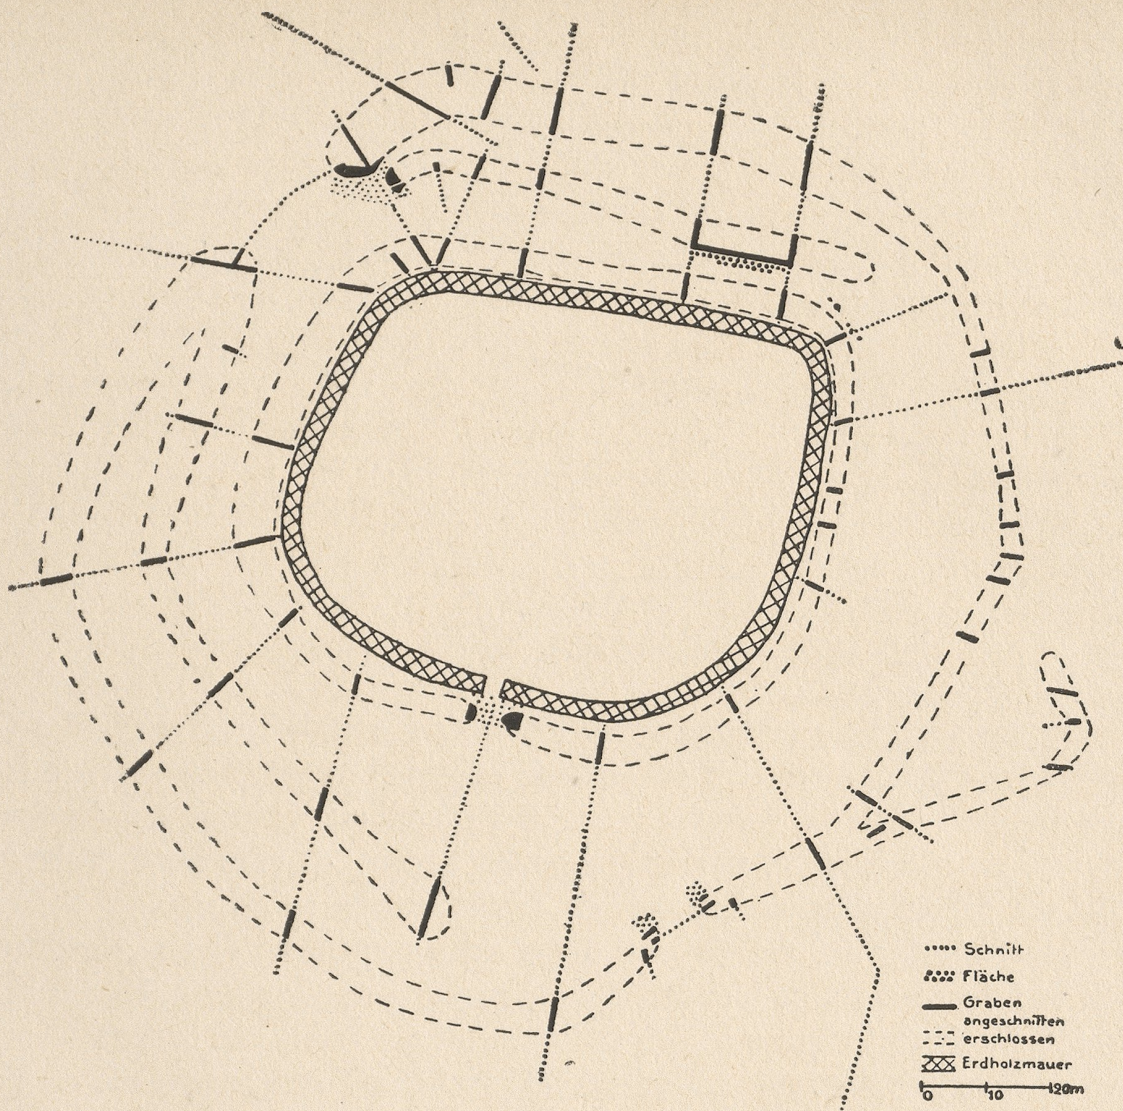 Schnitt
Fläche
Graben
angeschnitten
erschlossen
Erdholzmauer
0 10 20m